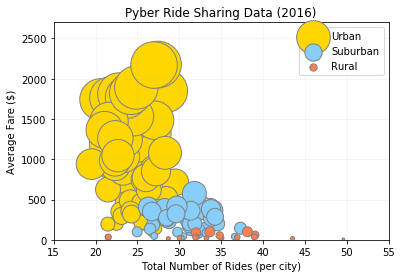 Pyber Ride Sharing Data (2016)
Urban
Suburban
Rural
Average Fare ($)
2500
2000
1500
1000
500
0
15 20 25 30 35 40 45 50 55
Total Number of Rides (per city)